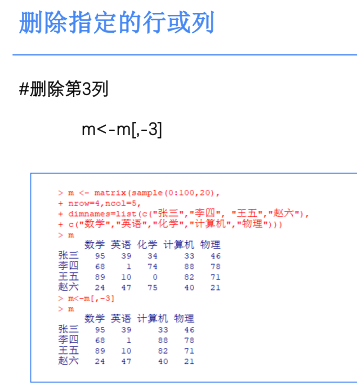 删除指定的行或列
#删除第3列
m<-m[,-3]
> m <- matrix(sample(0:100,20),
+ nrow=4,ncol=5,
+ dimnames=list(c("张三","李四", "王五","赵六"),
+ c("数学","英语","化学","计算机","物理")))
> m
数学 英语 化学 计算机 物理
张三 95 39 34 33 46
李四 68 1 74 88 78
王五 89 10 0 82 71
赵六 24 47 75 40 21
> m<-m[,-3]
> m
数学 英语 计算机 物理
张三 95 39 33 46
李四 68 1 88 78
王五 89 10 82 71
赵六 24 47 40 21